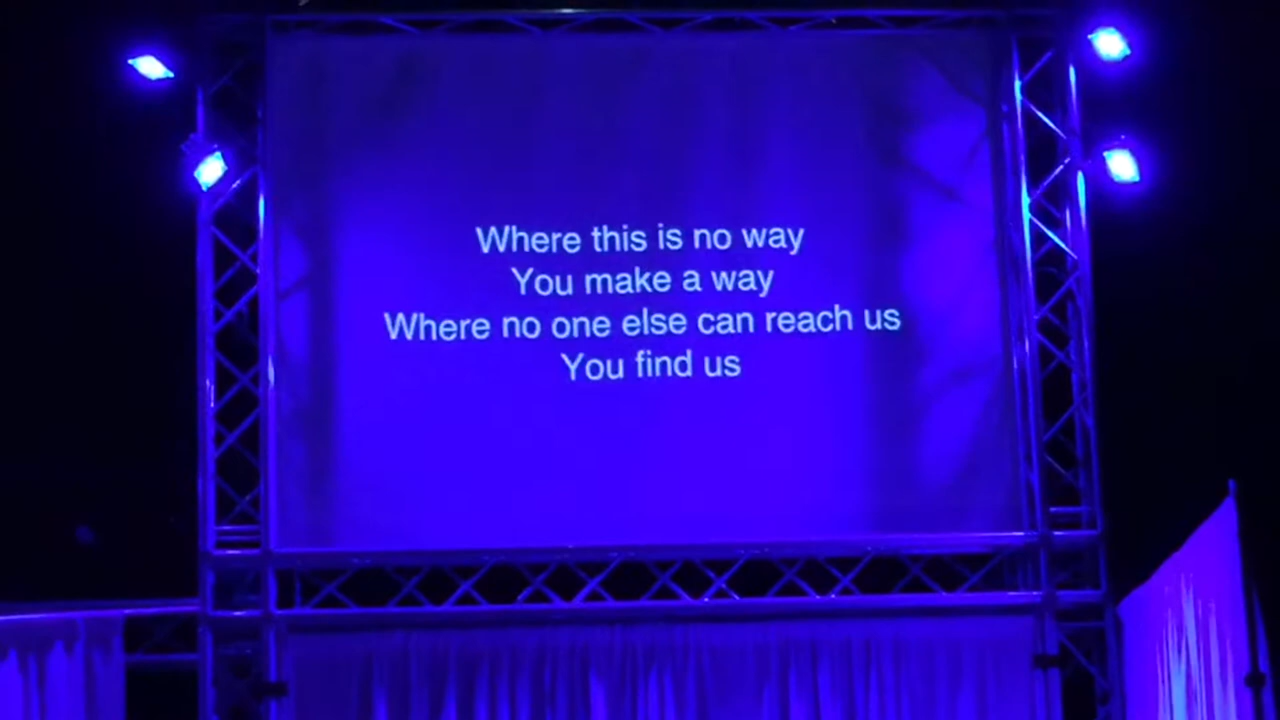 Where this is no way
You make a way
Where no one else can reach us
You find us